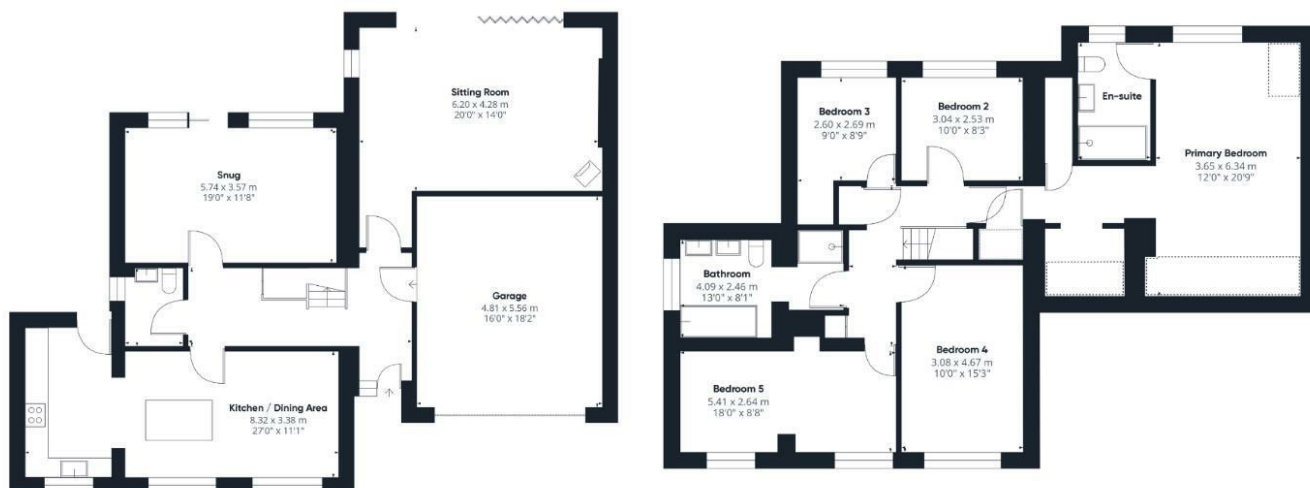 Sitting Room
6.20 x 4.28 m
20'0" x 14'0"
Snug
5.74 x 3.57 m
19'0" x 11'8"
Garage
4.81 x 5.56 m
16'0" x 18'2"
Kitchen / Dining Area
8.32 x 3.38 m
27'0" x 11'1"
Bedroom 3
2.60 x 2.69 m
9'0" x 8'9"
Bedroom 2
3.04 x 2.53 m
10'0" x 8'3"
En-suite
Primary Bedroom
3.65 x 6.34 m
12'0" x 20'9"
Bathroom
4.09 x 2.46 m
13'0" x 8'1"
Bedroom 4
3.08 x 4.67 m
10'0" x 15'3"
Bedroom 5
5.41 x 2.64 m
18'0" x 8'8"